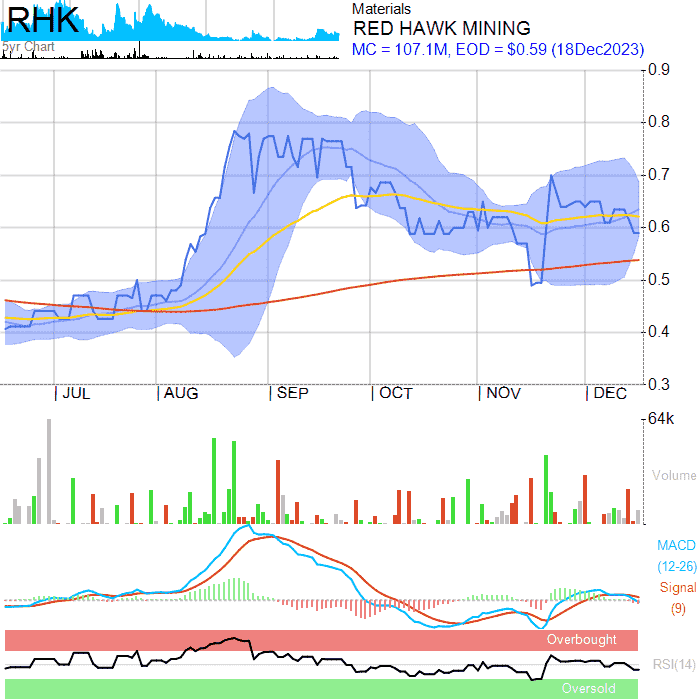 RHK
5yr Chart
Materials
RED HAWK MINING
MC = 107.1M, EOD = $0.59 (18Dec2023)
0.9
0.8
0.7
0.6
0.5
0.4
0.3
JUL AUG SEP OCT NOV DEC
64k
Volume
MACD
(12-26)
Signal
(9)
Overbought
RSI(14)
Oversold